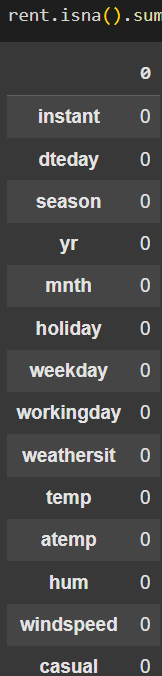 rent.isna().sum
0
instant 0
dteday 0
season 0
yr 0
mnth 0
holiday 0
weekday 0
workingday 0
weathersit 0
temp 0
atemp 0
hum 0
windspeed 0
casual 0